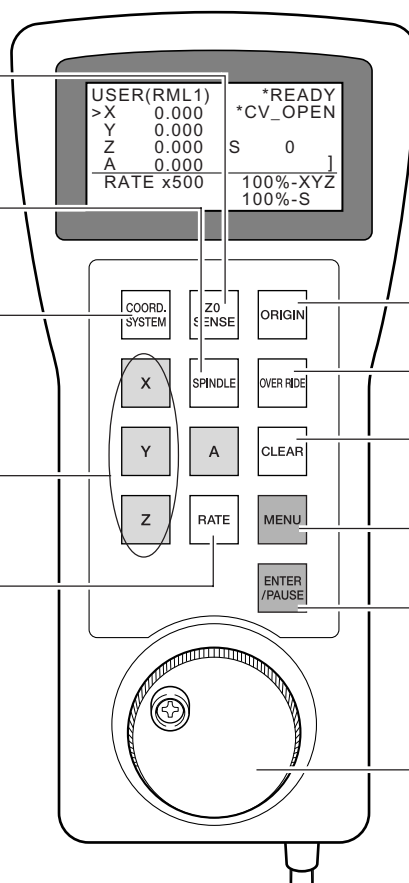 USER(RML1) *READY
>X 0.000 *CV_OPEN
Y 0.000
Z 0.000 S 0
A 0.000 ]
RATE x500 100%-XYZ
100%-S
COORD. SYSTEM
Z0 SENSE
ORIGIN
X
SPINDLE
OVER RIDE
Y
A
CLEAR
Z
RATE
MENU
ENTER /PAUSE